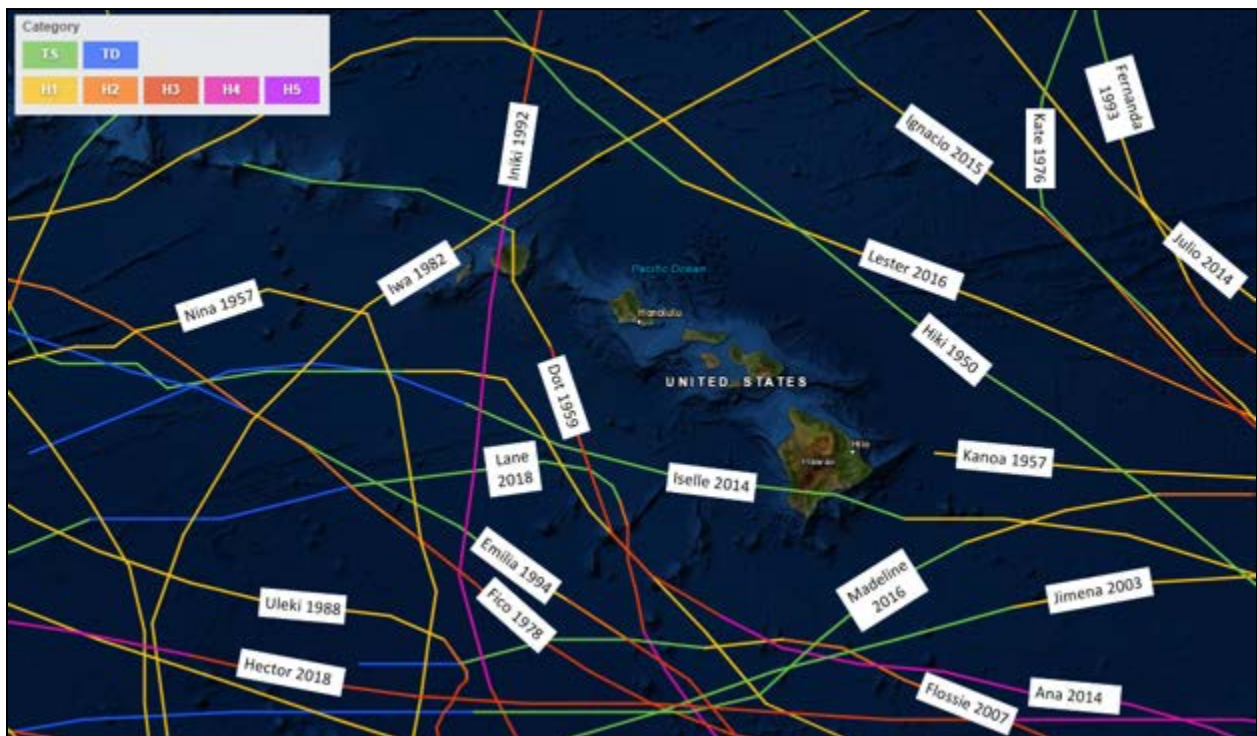 Category
TS TD
H1 H2 H3 H4 H5
Iniki 1992
Fernanda
1993
Kate 1976
Ignacio 2015
Julio 2014
Iwa 1982
Lester 2016
Pacific Ocean
Nina 1957
Honolulu
Hiki 1950
Dot 1959
UNITED STATES
Hilo
Hawaii
Kanoa 1957
Lane
2018
Iselle 2014
Emilia 1994
Madeline
2016
Jimena 2003
Uleki 1988
Fico 1978
Hector 2018
Flossie 2007
Ana 2014